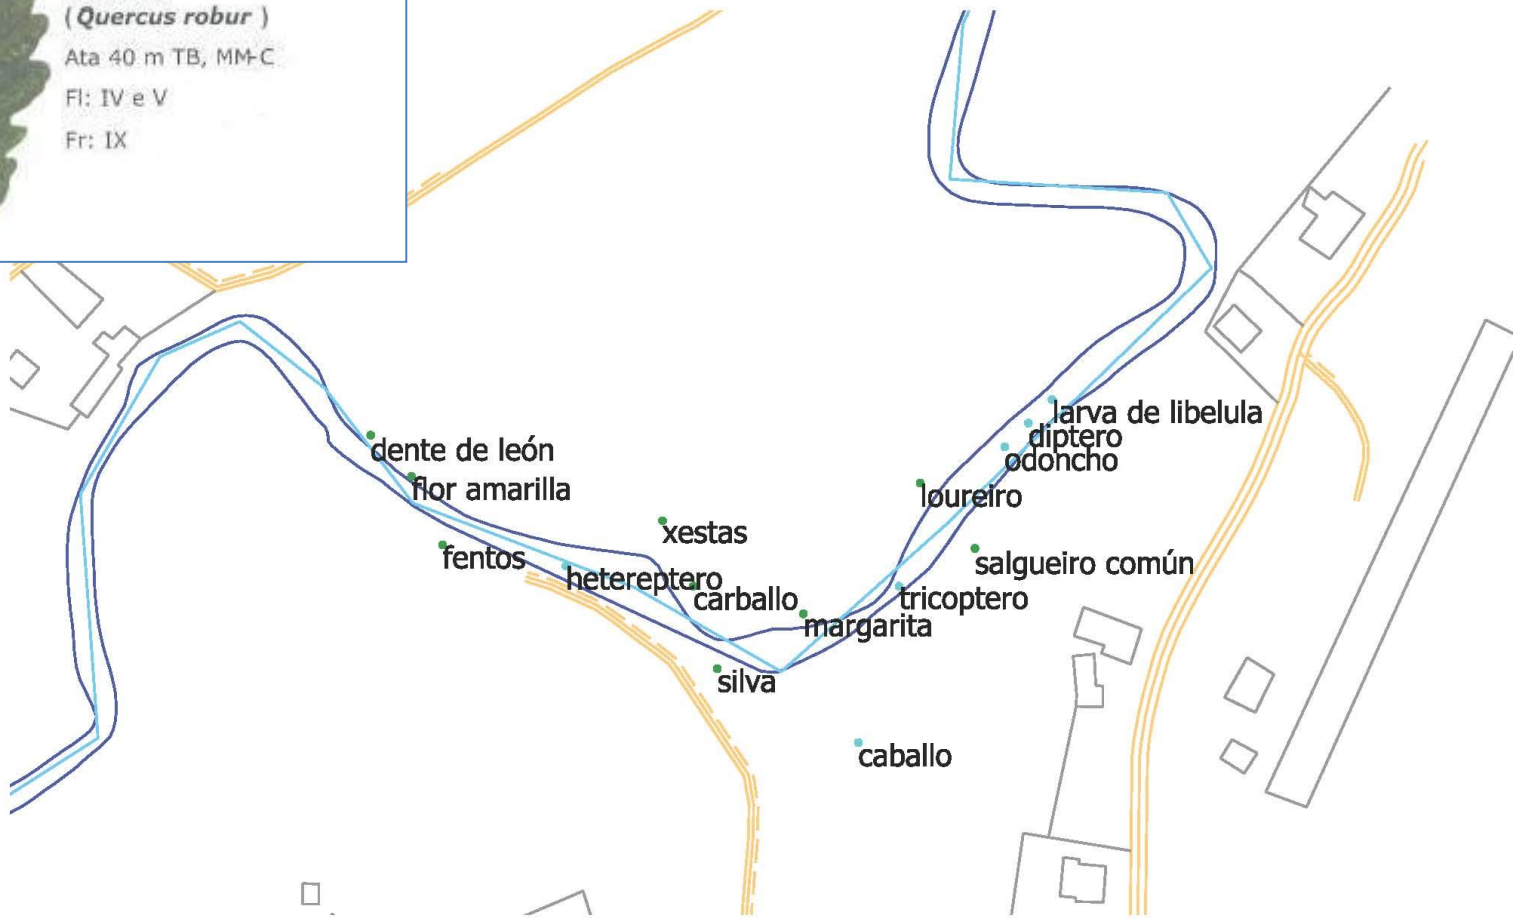 (Quercus robur )
Ata 40 m TB, MM-C
Fl: IV e V
Fr: IX
larva de libelula
diptero
dente de león
odoncho
flor amarilla
loureiro
xestas
fentos
salgueiro común
hetereptero
carballo
tricoptero
margarita
silva
caballo